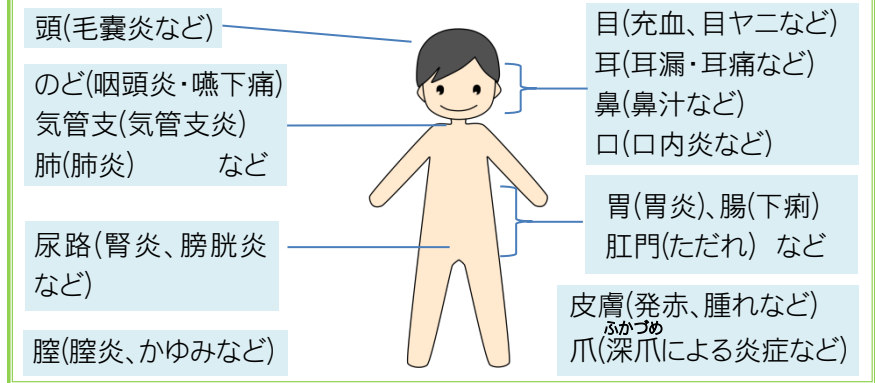 頭(毛嚢炎など)
のど(咽頭炎・嚥下痛)
気管支(気管支炎)
肺(肺炎)　　など
尿路(腎炎、膀胱炎
など)
膣(膣炎、かゆみなど)
目(充血、目ヤニなど)
耳(耳漏・耳痛など)
鼻(鼻汁など)
口(口内炎など)
胃(胃炎)、腸(下痢)
肛門(ただれ)　など
皮膚(発赤、腫れなど)
ふかづめ
爪(深爪による炎症など)